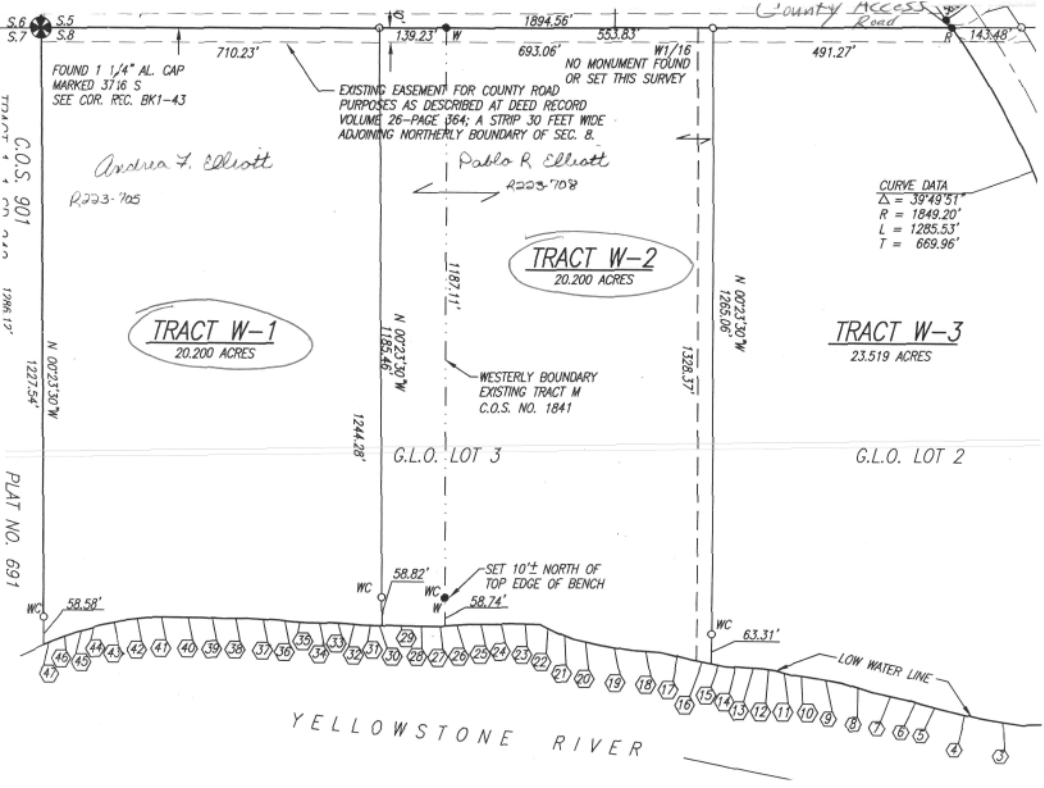 County Access
Road
S.6 S.5
S.7 S.8
1894.56'
710.23'
139.23'
W
693.06'
553.83'
W1/16
491.27'
R
143.48'
NO MONUMENT FOUND
OR SET THIS SURVEY
FOUND 1 1/4" AL. CAP
MARKED 3716 S
SEE COR. REC. BK1-43
EXISTING EASEMENT FOR COUNTY ROAD
PURPOSES AS DESCRIBED AT DEED RECORD
VOLUME 26-PAGE 364; A STRIP 30 FEET WIDE
ADJOINING NORTHERLY BOUNDARY OF SEC. 8.
Andrea F. Elliott
R223-705
Pablo R Elliott
R223-708
CURVE DATA
Δ = 39°49'51"
R = 1849.20'
L = 1285.53'
T = 669.96'
C.O.S. 901
1286.12'
PLAT NO. 691
TRACT W-1
20.200 ACRES
TRACT W-2
20.200 ACRES
TRACT W-3
23.519 ACRES
N 00°23'30"W
1227.54'
N 00°23'30"W
1185.46'
1244.28'
1187.11'
1328.37'
N 00°23'30"W
1265.06'
WESTERLY BOUNDARY
EXISTING TRACT M
C.O.S. NO. 1841
G.L.O. LOT 3
G.L.O. LOT 2
SET 10'± NORTH OF
TOP EDGE OF BENCH
WC
58.58'
WC
58.82'
WC
W
58.74'
WC
63.31'
LOW WATER LINE
47 46 45 44 43 42 41 40 39 38 37 36 35 34 33 32 31 30 29 28 27 26 25 24 23 22 21 20 19 18 17 16 15 14 13 12 11 10 9 8 7 6 5 4 3
YELLOWSTONE RIVER